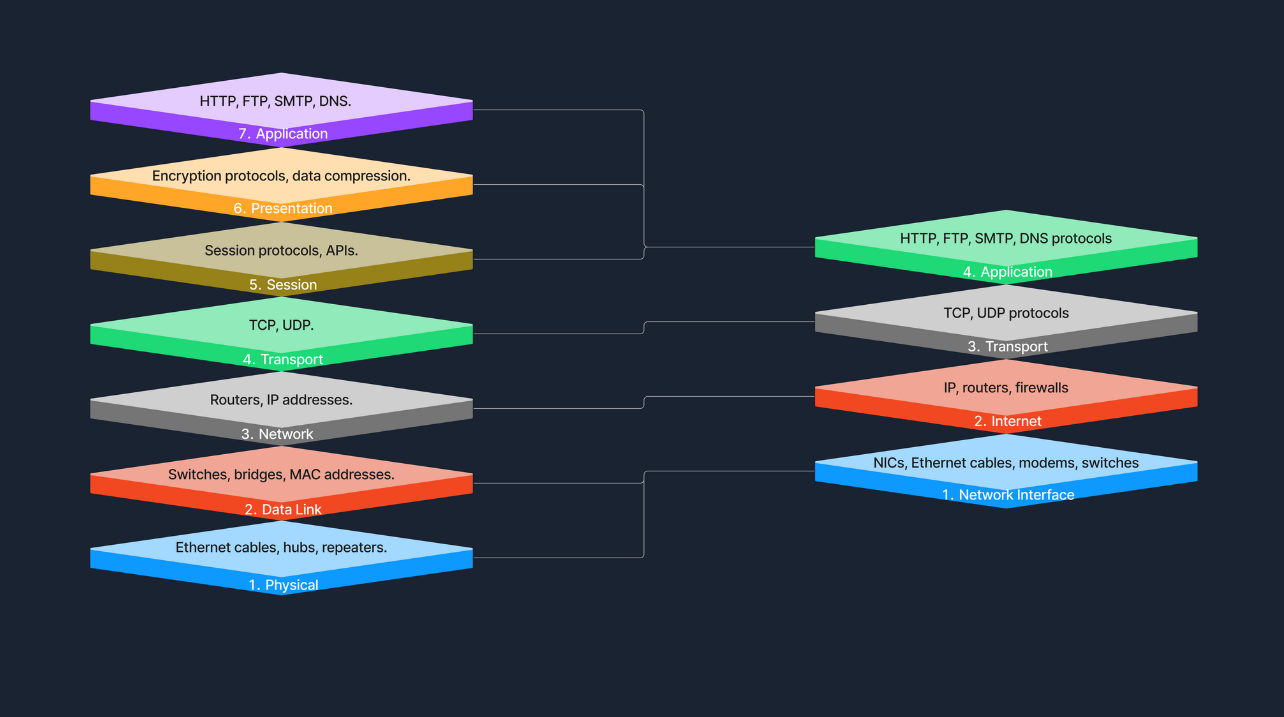 HTTP, FTP, SMTP, DNS.
7. Application
Encryption protocols, data compression.
6. Presentation
Session protocols, APIs.
5. Session
TCP, UDP.
4. Transport
Routers, IP addresses.
3. Network
Switches, bridges, MAC addresses.
2. Data Link
Ethernet cables, hubs, repeaters.
1. Physical
HTTP, FTP, SMTP, DNS protocols
4. Application
TCP, UDP protocols
3. Transport
IP, routers, firewalls
2. Internet
NICs, Ethernet cables, modems, switches
1. Network Interface